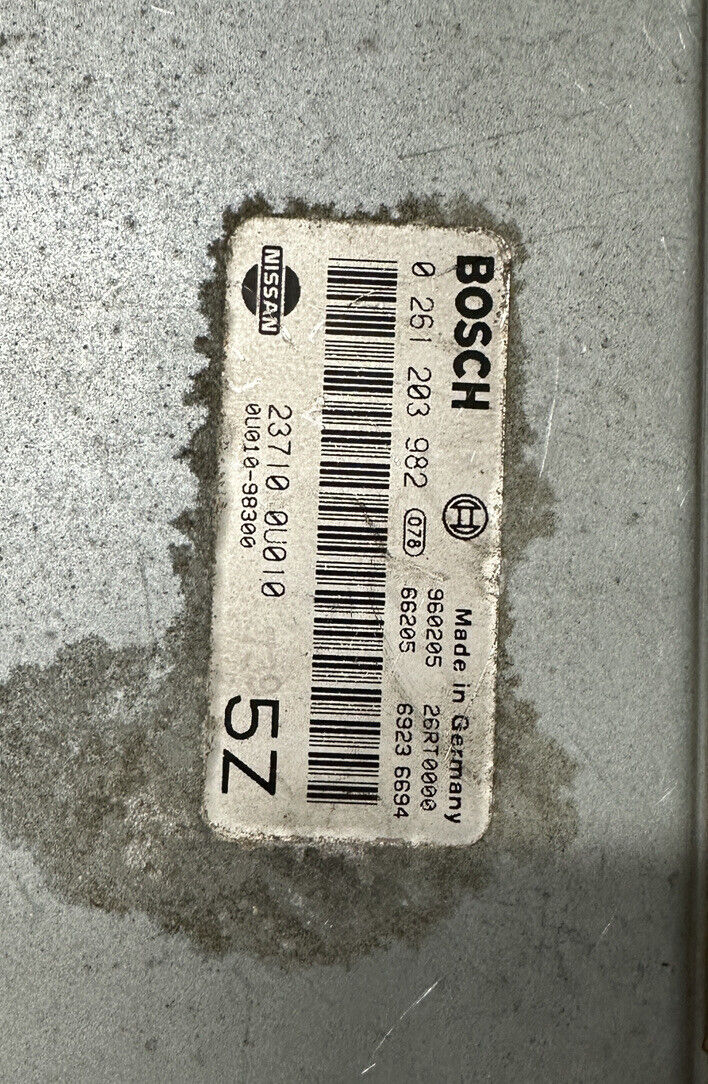 BOSCH
Made in Germany
0 261 203 982 078 960205 26RT0000
66205 6923 6694
NISSAN
23710 0U010
0U010-98300
5Z